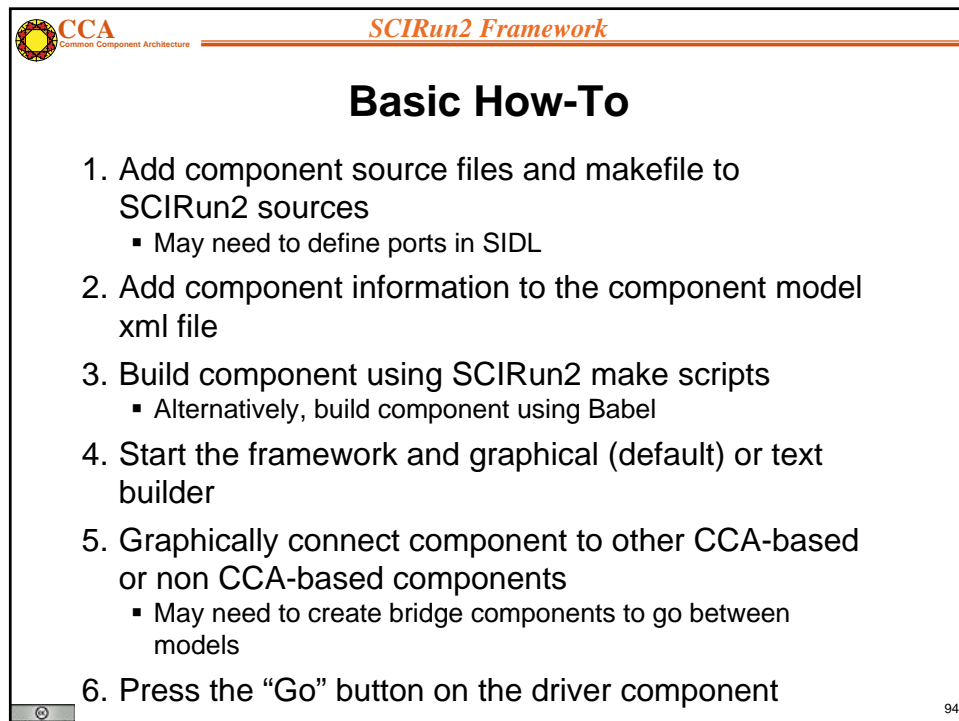 CCA
Common Component Architecture
SCIRun2 Framework
Basic How-To
1. Add component source files and makefile to
SCIRun2 sources
▪ May need to define ports in SIDL
2. Add component information to the component model
xml file
3. Build component using SCIRun2 make scripts
▪ Alternatively, build component using Babel
4. Start the framework and graphical (default) or text
builder
5. Graphically connect component to other CCA-based
or non CCA-based components
▪ May need to create bridge components to go between
models
6. Press the “Go” button on the driver component
cc
94